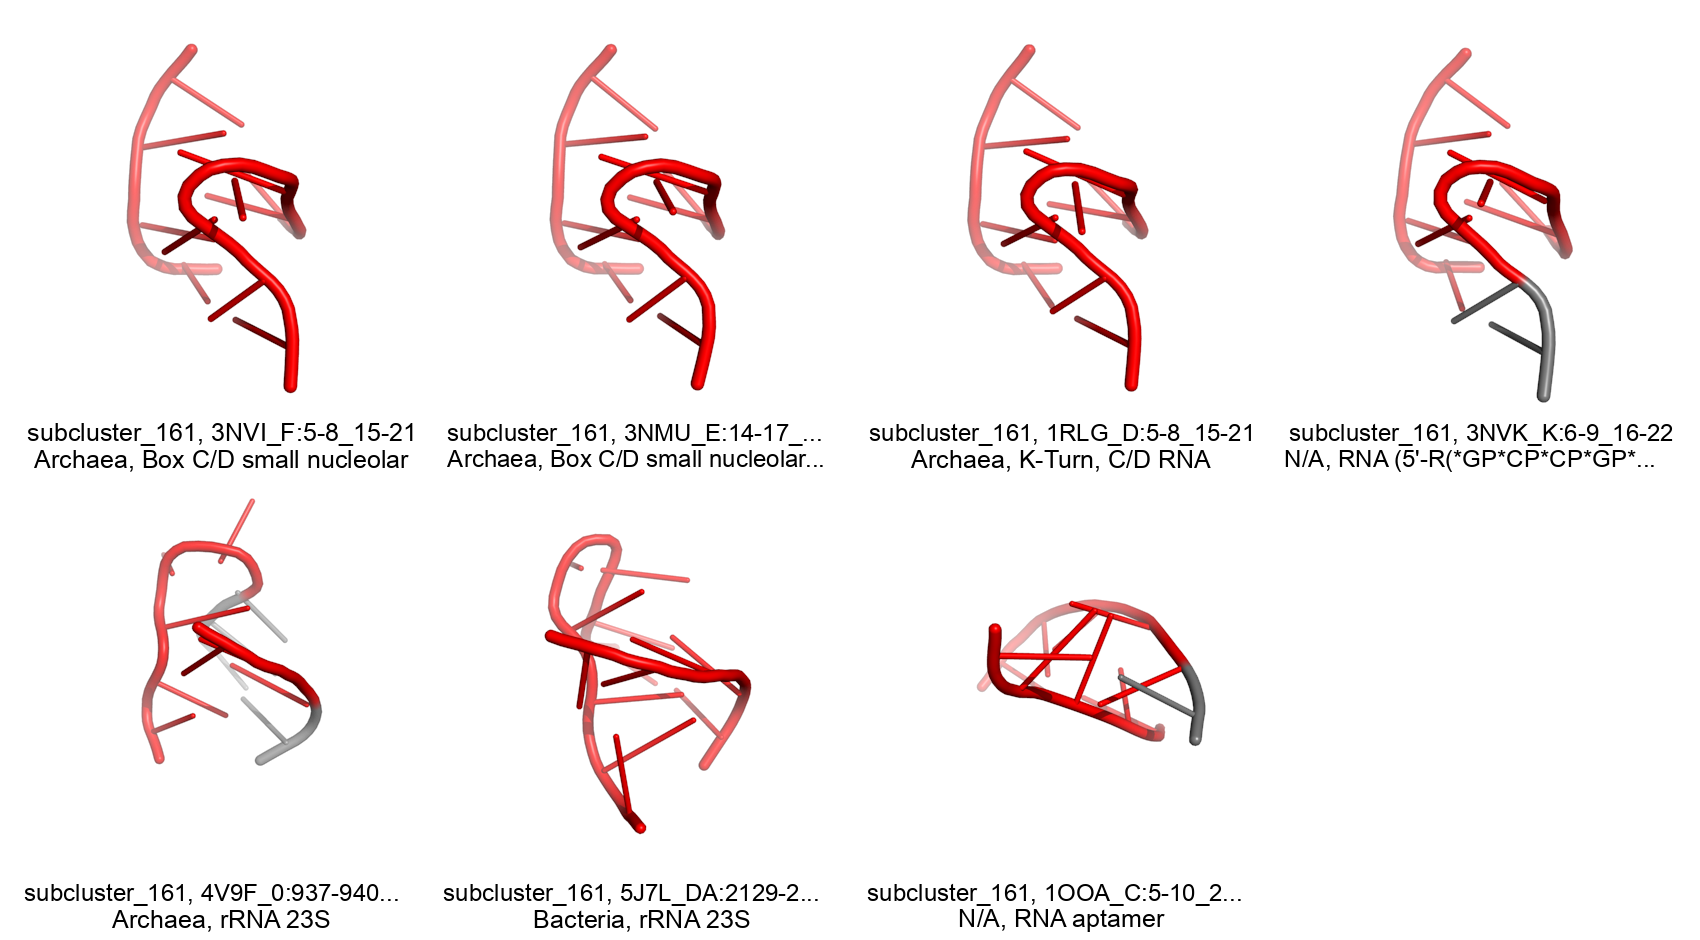 subcluster_161, 3NVI_F:5-8_15-21
Archaea, Box C/D small nucleolar
subcluster_161, 3NMU_E:14-17_...
Archaea, Box C/D small nucleolar...
subcluster_161, 1RLG_D:5-8_15-21
Archaea, K-Turn, C/D RNA
subcluster_161, 3NVK_K:6-9_16-22
N/A, RNA (5'-R(*GP*CP*CP*GP*...
subcluster_161, 4V9F_0:937-940...
Archaea, rRNA 23S
subcluster_161, 5J7L_DA:2129-2...
Bacteria, rRNA 23S
subcluster_161, 1OOA_C:5-10_2...
N/A, RNA aptamer